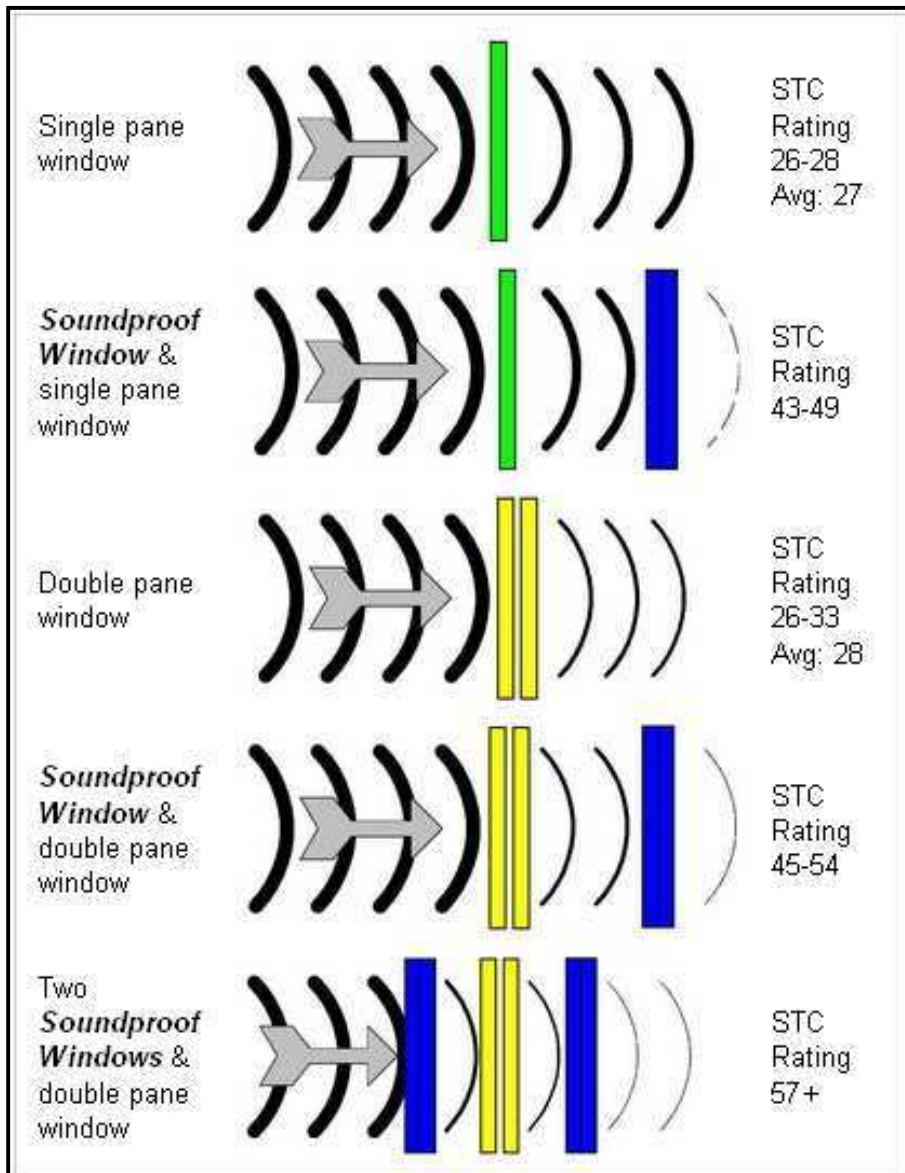 Single pane
window
STC
Rating
26-28
Avg: 27
Soundproof
Window &
single pane
window
STC
Rating
43-49
Double pane
window
STC
Rating
26-33
Avg: 28
Soundproof
Window &
double pane
window
STC
Rating
45-54
Two
Soundproof
Windows &
double pane
window
STC
Rating
57+